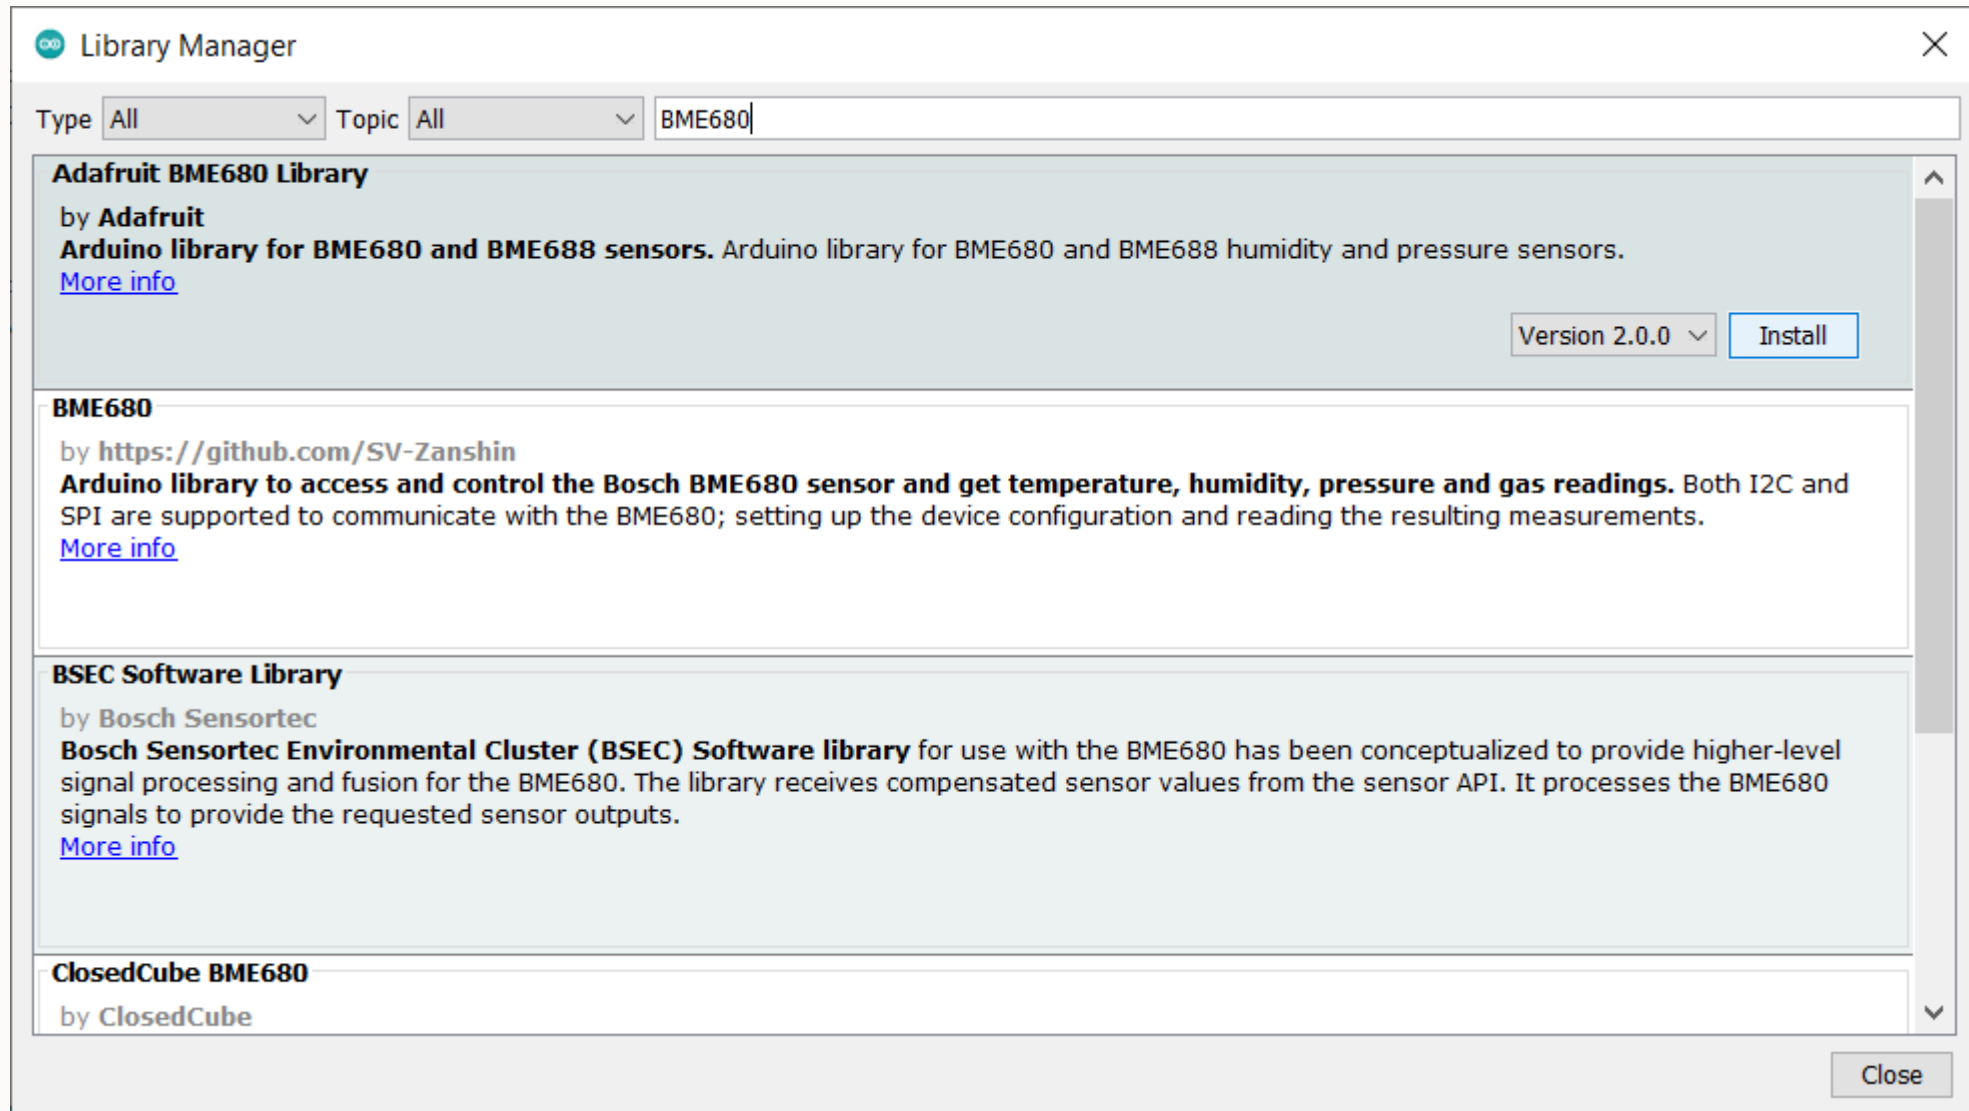 Library Manager
Type All Topic All BME680
Adafruit BME680 Library
by Adafruit
Arduino library for BME680 and BME688 sensors. Arduino library for BME680 and BME688 humidity and pressure sensors.
More info
Version 2.0.0 Install
BME680
by https://github.com/SV-Zanshin
Arduino library to access and control the Bosch BME680 sensor and get temperature, humidity, pressure and gas readings. Both I2C and
SPI are supported to communicate with the BME680; setting up the device configuration and reading the resulting measurements.
More info
BSEC Software Library
by Bosch Sensortec
Bosch Sensortec Environmental Cluster (BSEC) Software library for use with the BME680 has been conceptualized to provide higher-level
signal processing and fusion for the BME680. The library receives compensated sensor values from the sensor API. It processes the BME680
signals to provide the requested sensor outputs.
More info
ClosedCube BME680
by ClosedCube
Close